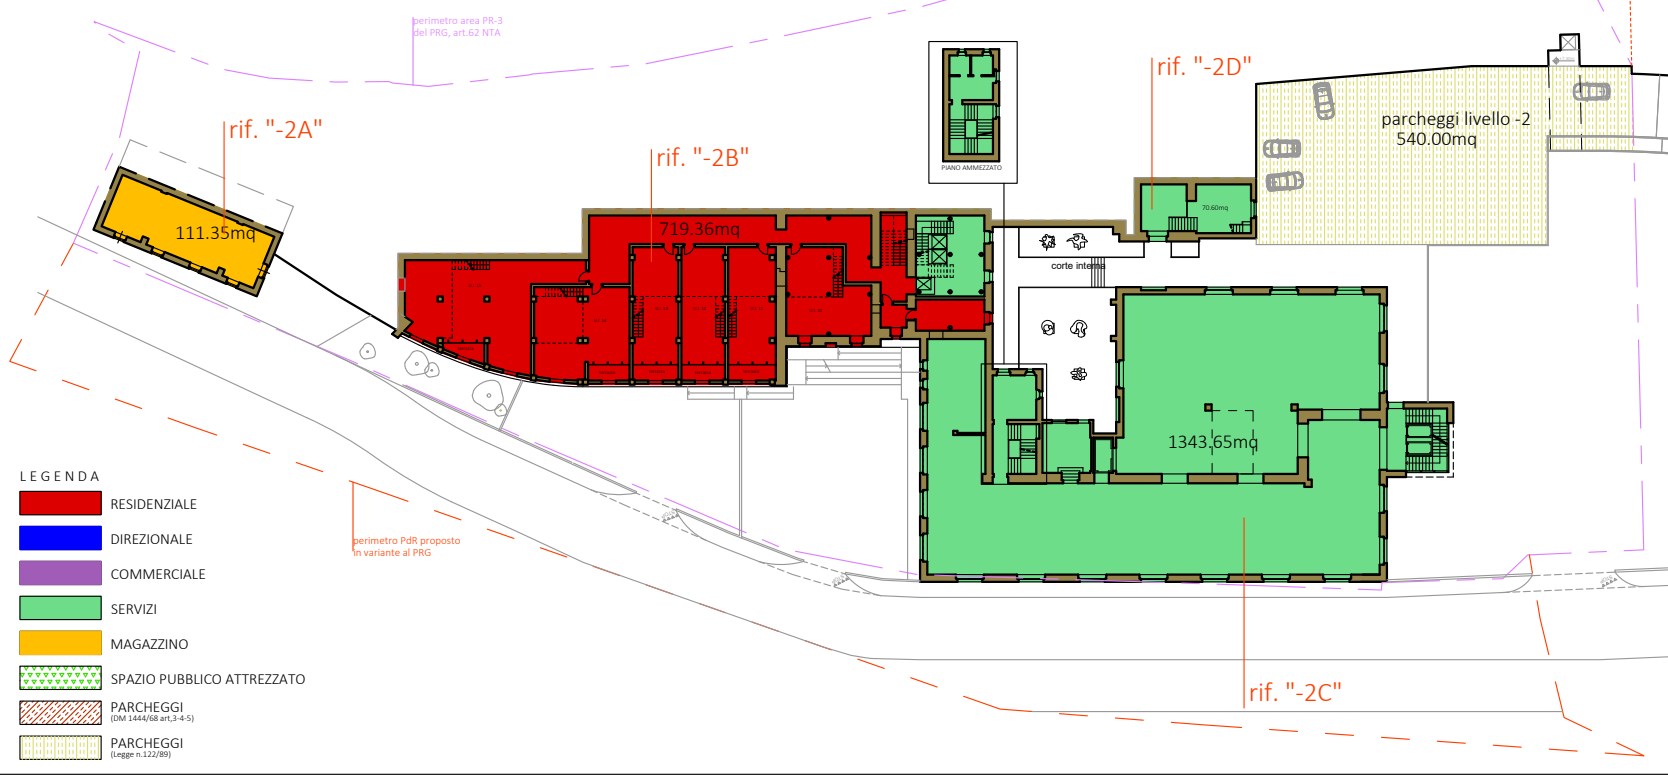 perimetro area PR-3
del PRG, art.62 NTA
rif. "-2A"
rif. "-2B"
rif. "-2D"
PIANO AMMEZZATO
parcheggi livello -2
540.00mq
70.60mq
111.35mq
719.36mq
corte interna
1343.65mq
LEGENDA
RESIDENZIALE
DIREZIONALE
COMMERCIALE
SERVIZI
MAGAZZINO
SPAZIO PUBBLICO ATTREZZATO
PARCHEGGI
(DM 1444/68 art,3-4-5)
PARCHEGGI
(Legge n.122/89)
perimetro PdR proposto
in variante al PRG
rif. "-2C"